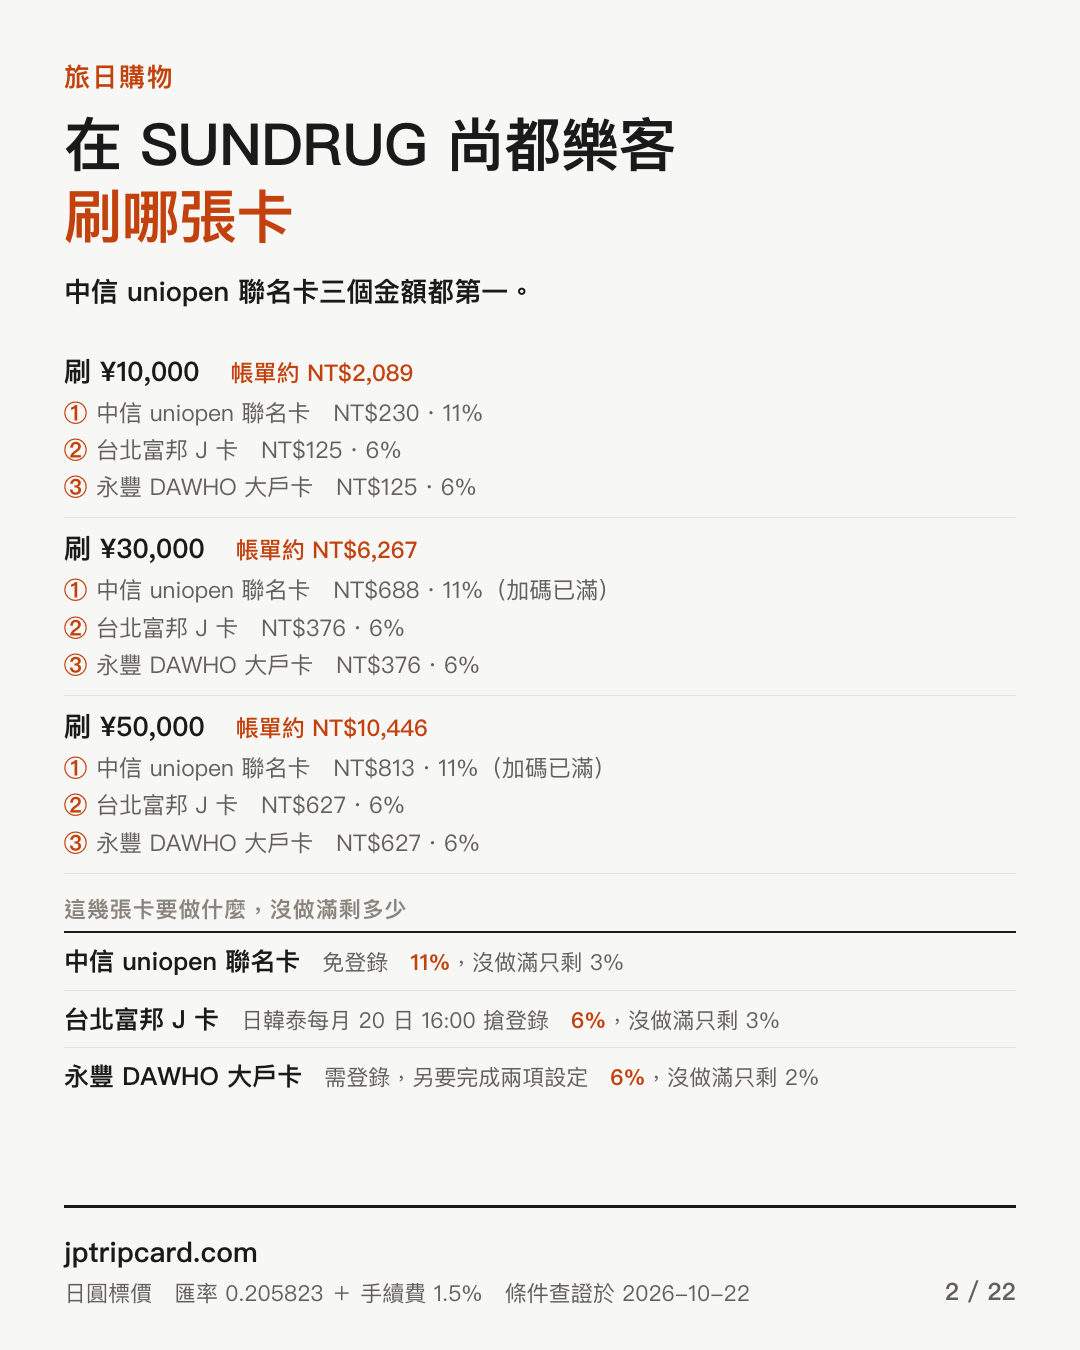 旅日購物
在 SUNDRUG 尚都樂客
刷哪張卡
中信 uniopen 聯名卡三個金額都第一。
刷 ¥10,000 帳單約 NT$2,089
① 中信 uniopen 聯名卡 NT$230 · 11%
② 台北富邦 J 卡 NT$125 · 6%
③ 永豐 DAWHO 大戶卡 NT$125 · 6%
刷 ¥30,000 帳單約 NT$6,267
① 中信 uniopen 聯名卡 NT$688 · 11%（加碼已滿）
② 台北富邦 J 卡 NT$376 · 6%
③ 永豐 DAWHO 大戶卡 NT$376 · 6%
刷 ¥50,000 帳單約 NT$10,446
① 中信 uniopen 聯名卡 NT$813 · 11%（加碼已滿）
② 台北富邦 J 卡 NT$627 · 6%
③ 永豐 DAWHO 大戶卡 NT$627 · 6%
這幾張卡要做什麼，沒做滿剩多少
中信 uniopen 聯名卡 免登錄 11%，沒做滿只剩 3%
台北富邦 J 卡 日韓泰每月 20 日 16:00 搶登錄 6%，沒做滿只剩 3%
永豐 DAWHO 大戶卡 需登錄，另要完成兩項設定 6%，沒做滿只剩 2%
jptripcard.com
日圓標價 匯率 0.205823 ＋ 手續費 1.5% 條件查證於 2026–10–22
2 / 22